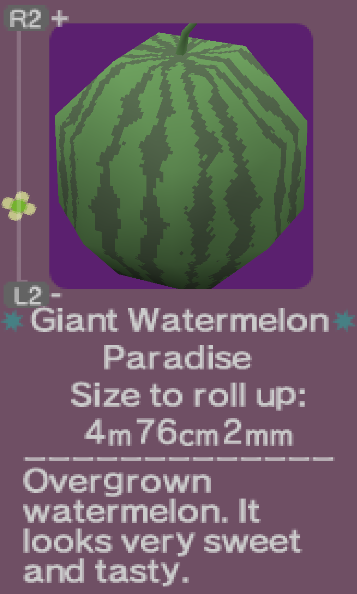 R2 +
L2 -
Giant Watermelon
Paradise
Size to roll up:
4m76cm2mm
Overgrown
watermelon. It
looks very sweet
and tasty.